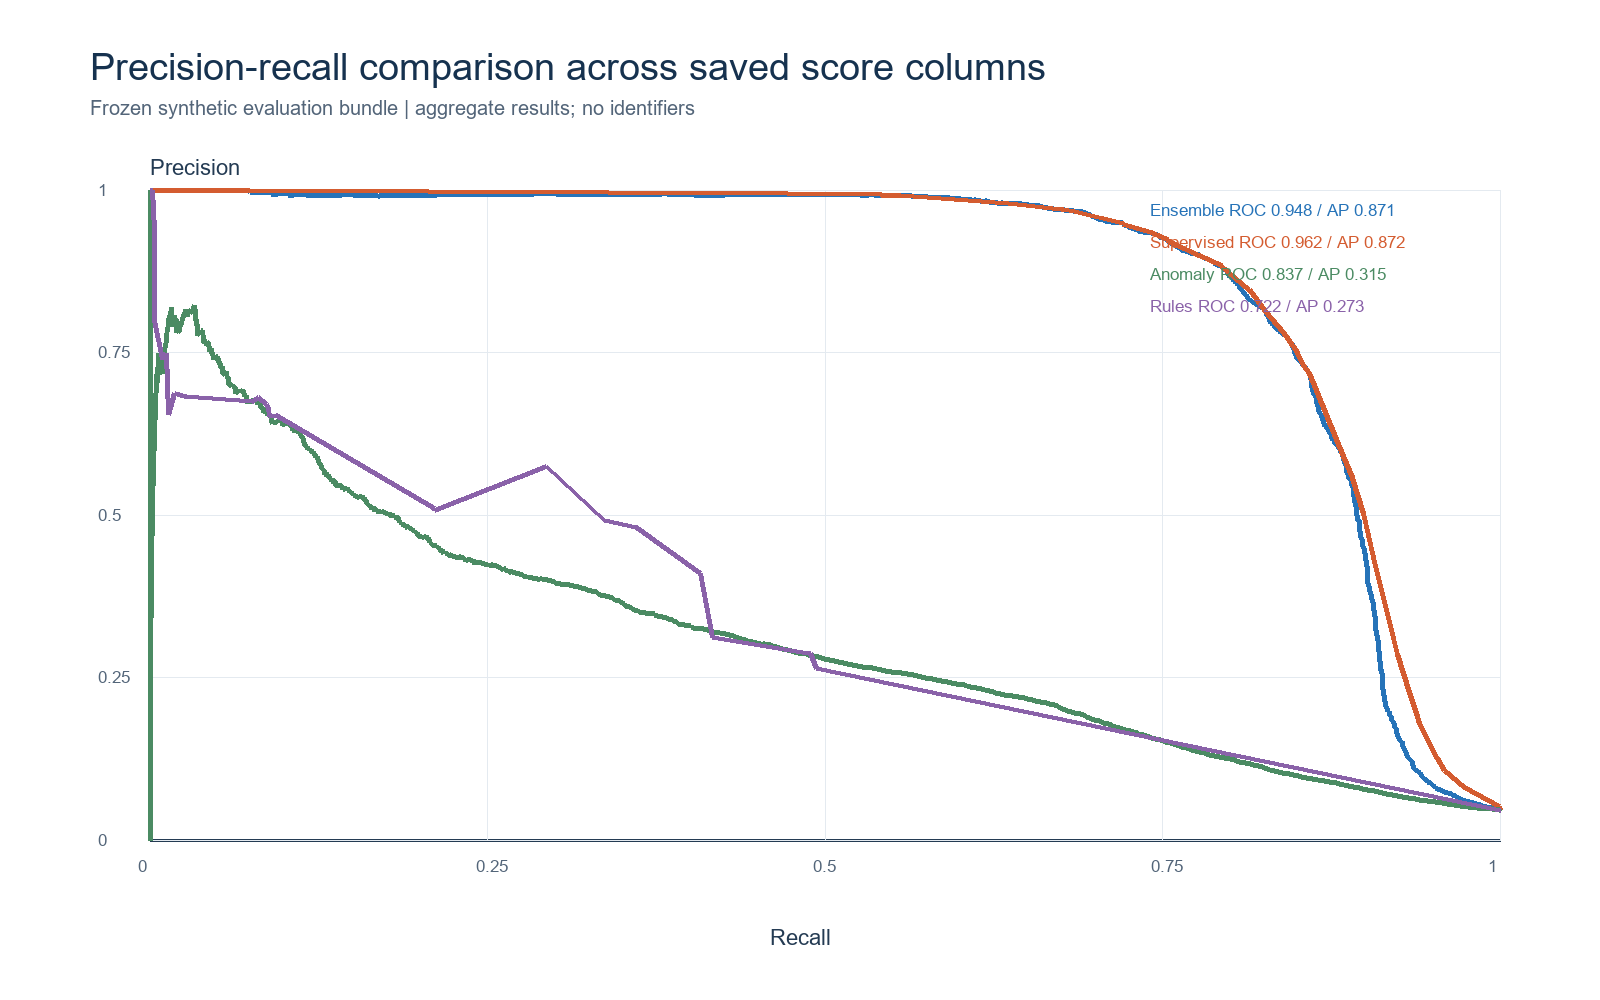 Precision-recall comparison across saved score columns
Frozen synthetic evaluation bundle | aggregate results; no identifiers
Precision
1
Ensemble ROC 0.948 / AP 0.871
Supervised ROC 0.962 / AP 0.872
Anomaly ROC 0.837 / AP 0.315
Rules ROC 0.722 / AP 0.273
0.75
0.5
0.25
0
0 0.25 0.5 0.75 1
Recall